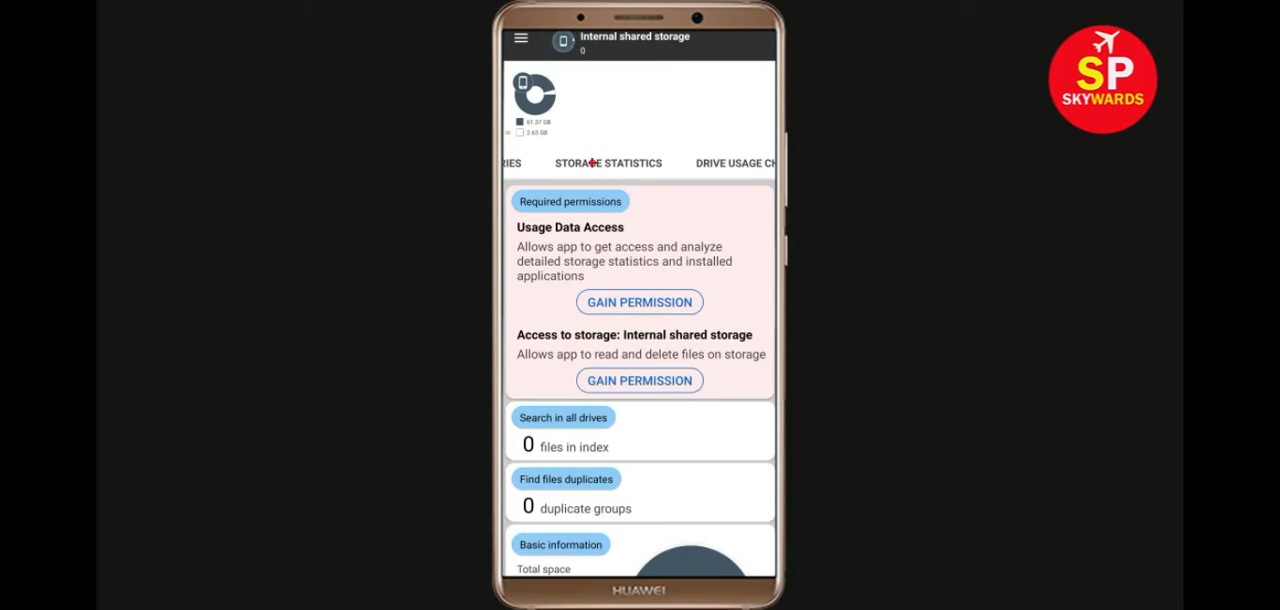 Internal shared storage
0
SP
SKYWARDS
61.37 GB
2.63 GB
RIES STORAGE STATISTICS DRIVE USAGE CH
Required permissions
Usage Data Access
Allows app to get access and analyze
detailed storage statistics and installed
applications
GAIN PERMISSION
Access to storage: Internal shared storage
Allows app to read and delete files on storage
GAIN PERMISSION
Search in all drives
0 files in index
Find files duplicates
0 duplicate groups
Basic information
Total space
HUAWEI